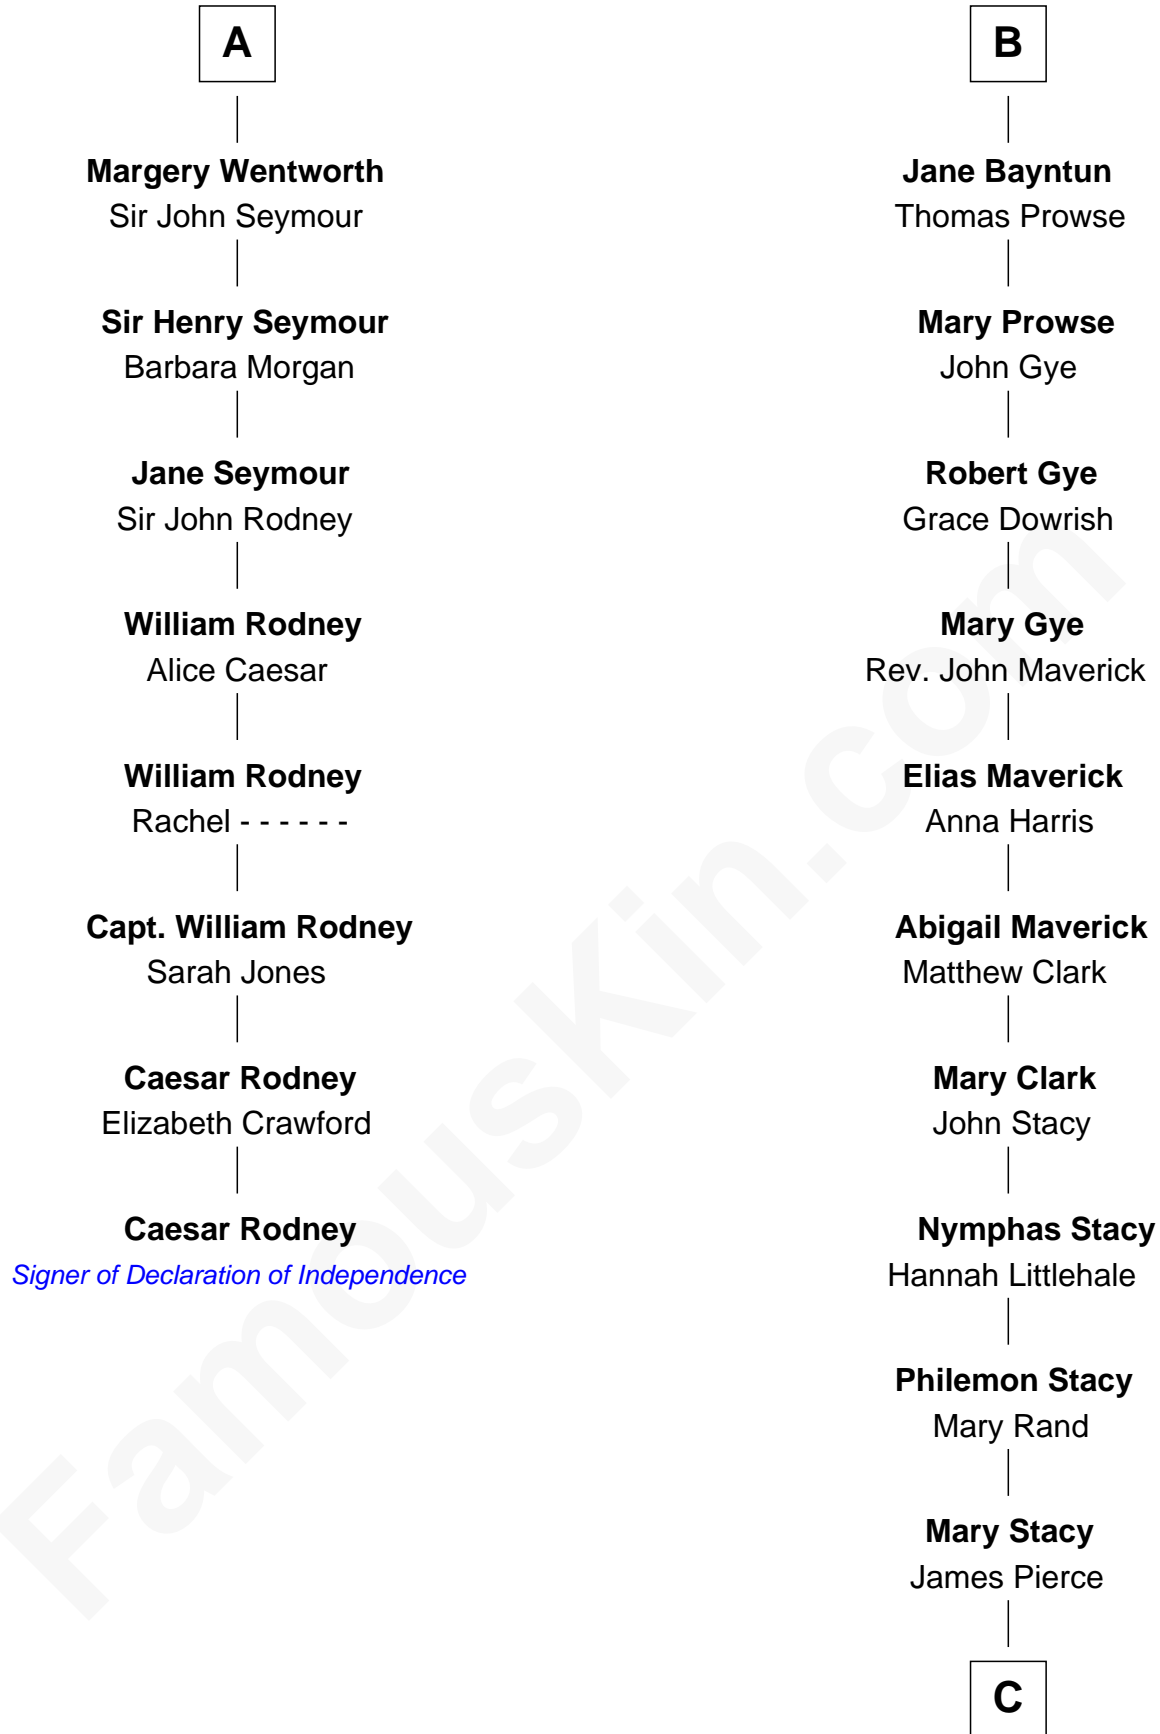 A
Margery Wentworth
Sir John Seymour
Sir Henry Seymour
Barbara Morgan
Jane Seymour
Sir John Rodney
William Rodney
Alice Caesar
William Rodney
Rachel - - - - - -
Capt. William Rodney
Sarah Jones
Caesar Rodney
Elizabeth Crawford
Caesar Rodney
Signer of Declaration of Independence
B
Jane Bayntun
Thomas Prowse
Mary Prowse
John Gye
Robert Gye
Grace Dowrish
Mary Gye
Rev. John Maverick
Elias Maverick
Anna Harris
Abigail Maverick
Matthew Clark
Mary Clark
John Stacy
Nymphas Stacy
Hannah Littlehale
Philemon Stacy
Mary Rand
Mary Stacy
James Pierce
C
FamousKin.com